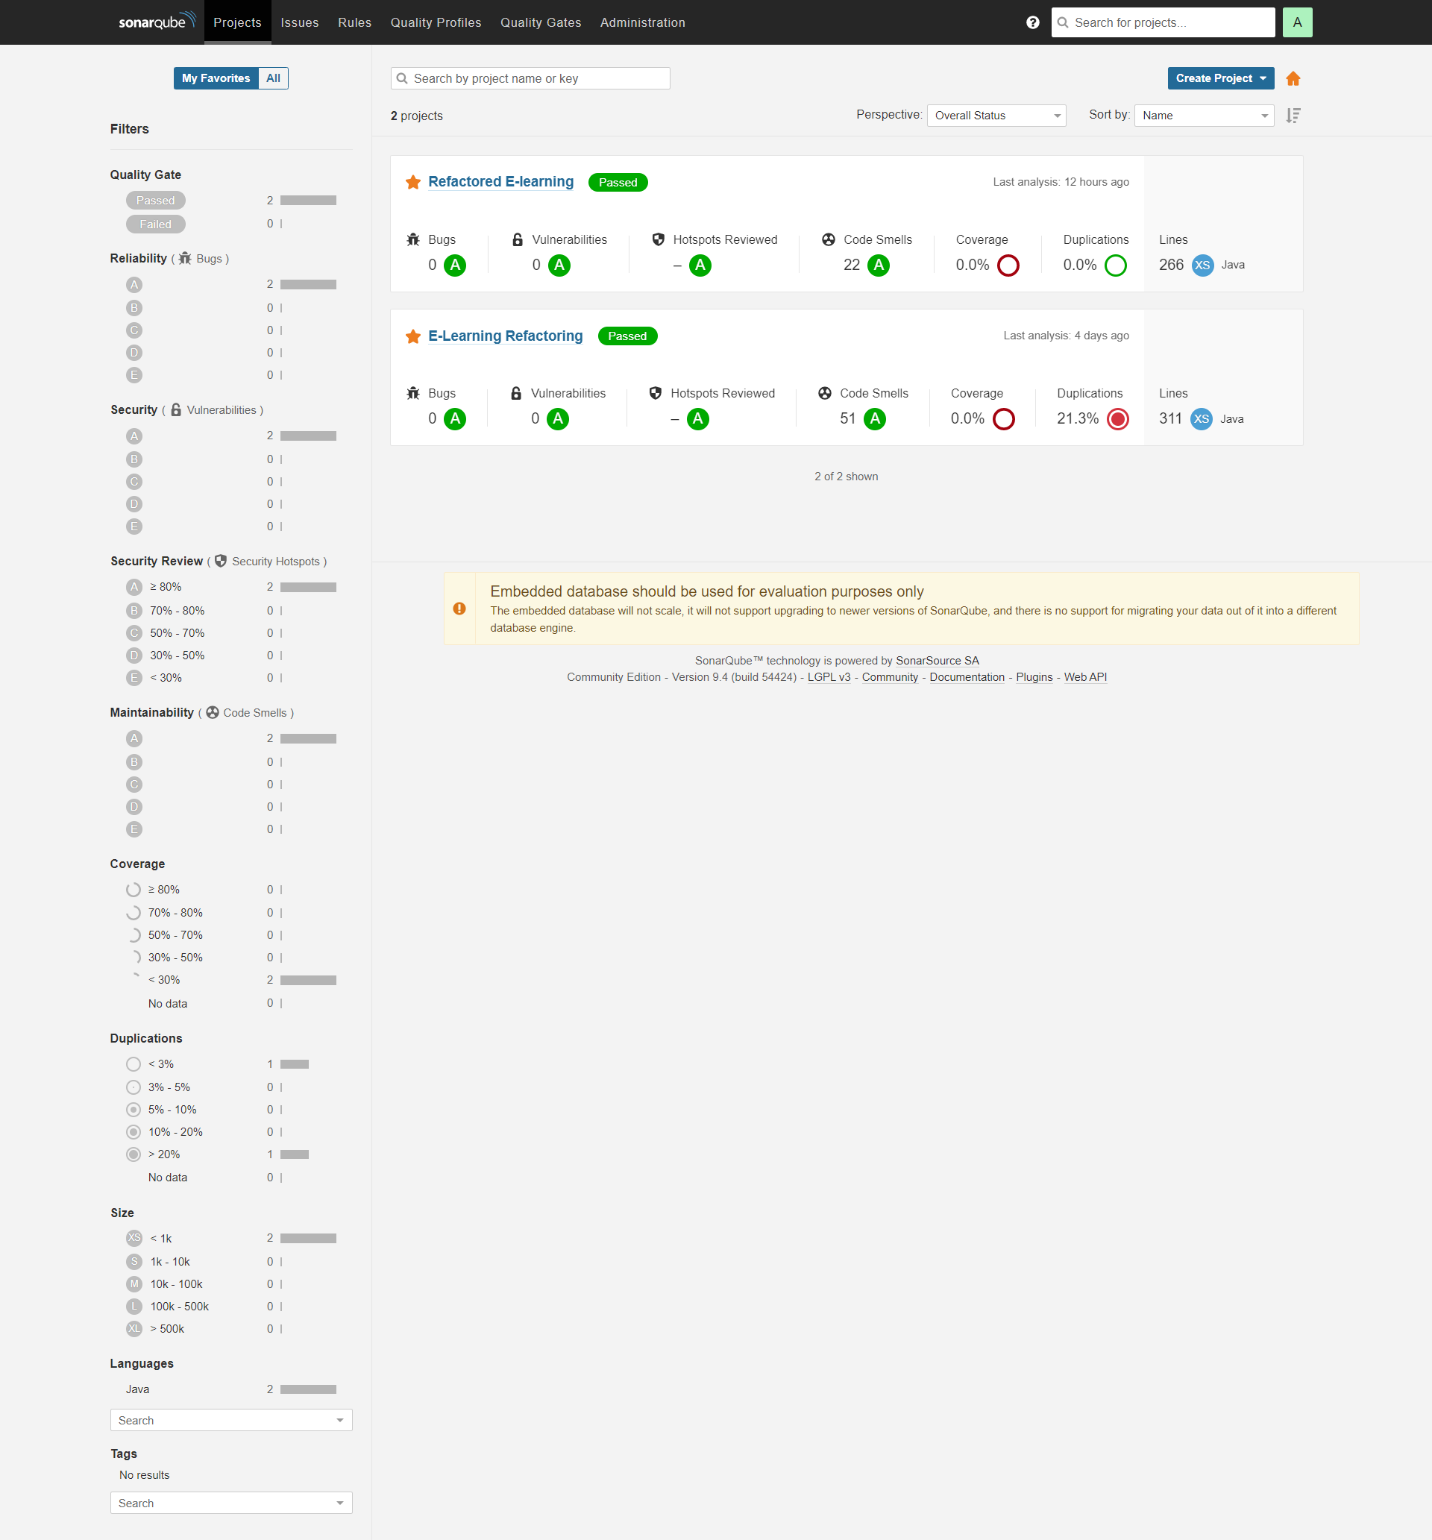 sonarqube Projects Issues Rules Quality Profiles Quality Gates Administration ? Search for projects... A
My Favorites All
Filters
Quality Gate
Passed 2
Failed 0
Reliability ( Bugs )
A 2
B 0
C 0
D 0
E 0
Security ( Vulnerabilities )
A 2
B 0
C 0
D 0
E 0
Security Review ( Security Hotspots )
A ≥ 80% 2
B 70% - 80% 0
C 50% - 70% 0
D 30% - 50% 0
E < 30% 0
Maintainability ( Code Smells )
A 2
B 0
C 0
D 0
E 0
Coverage
≥ 80% 0
70% - 80% 0
50% - 70% 0
30% - 50% 0
< 30% 2
No data 0
Duplications
< 3% 1
3% - 5% 0
5% - 10% 0
10% - 20% 0
> 20% 1
No data 0
Size
XS < 1k 2
S 1k - 10k 0
M 10k - 100k 0
L 100k - 500k 0
XL > 500k 0
Languages
Java 2
Search
Tags
No results
Search
Search by project name or key Create Project
2 projects Perspective: Overall Status Sort by: Name
Refactored E-learning Passed Last analysis: 12 hours ago
Bugs Vulnerabilities Hotspots Reviewed Code Smells Coverage Duplications Lines
0 A 0 A – A 22 A 0.0% 0.0% 266 XS Java
E-Learning Refactoring Passed Last analysis: 4 days ago
Bugs Vulnerabilities Hotspots Reviewed Code Smells Coverage Duplications Lines
0 A 0 A – A 51 A 0.0% 21.3% 311 XS Java
2 of 2 shown
Embedded database should be used for evaluation purposes only
The embedded database will not scale, it will not support upgrading to newer versions of SonarQube, and there is no support for migrating your data out of it into a different
database engine.
SonarQube™ technology is powered by SonarSource SA
Community Edition - Version 9.4 (build 54424) - LGPL v3 - Community - Documentation - Plugins - Web API